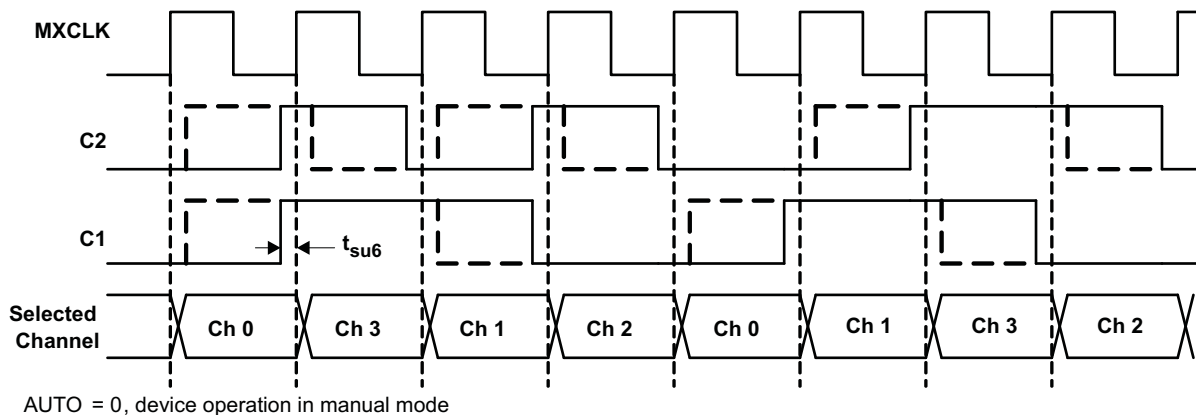 MXCLK
C2
C1
tsu6
Selected
Channel
Ch 0
Ch 3
Ch 1
Ch 2
Ch 0
Ch 1
Ch 3
Ch 2
AUTO = 0, device operation in manual mode